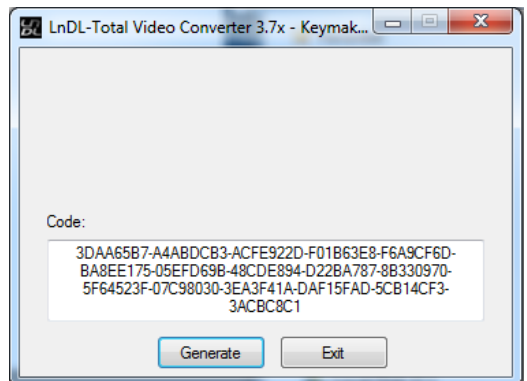 LnDL-Total Video Converter 3.7x - Keymak...
Code:
3DAA65B7-A4ABDCB3-ACFE922D-F01B63E8-F6A9CF6D-
BA8EE175-05EFD69B-48CDE894-D22BA787-8B330970-
5F64523F-07C98030-3EA3F41A-DAF15FAD-5CB14CF3-
3ACBC8C1
Generate Exit